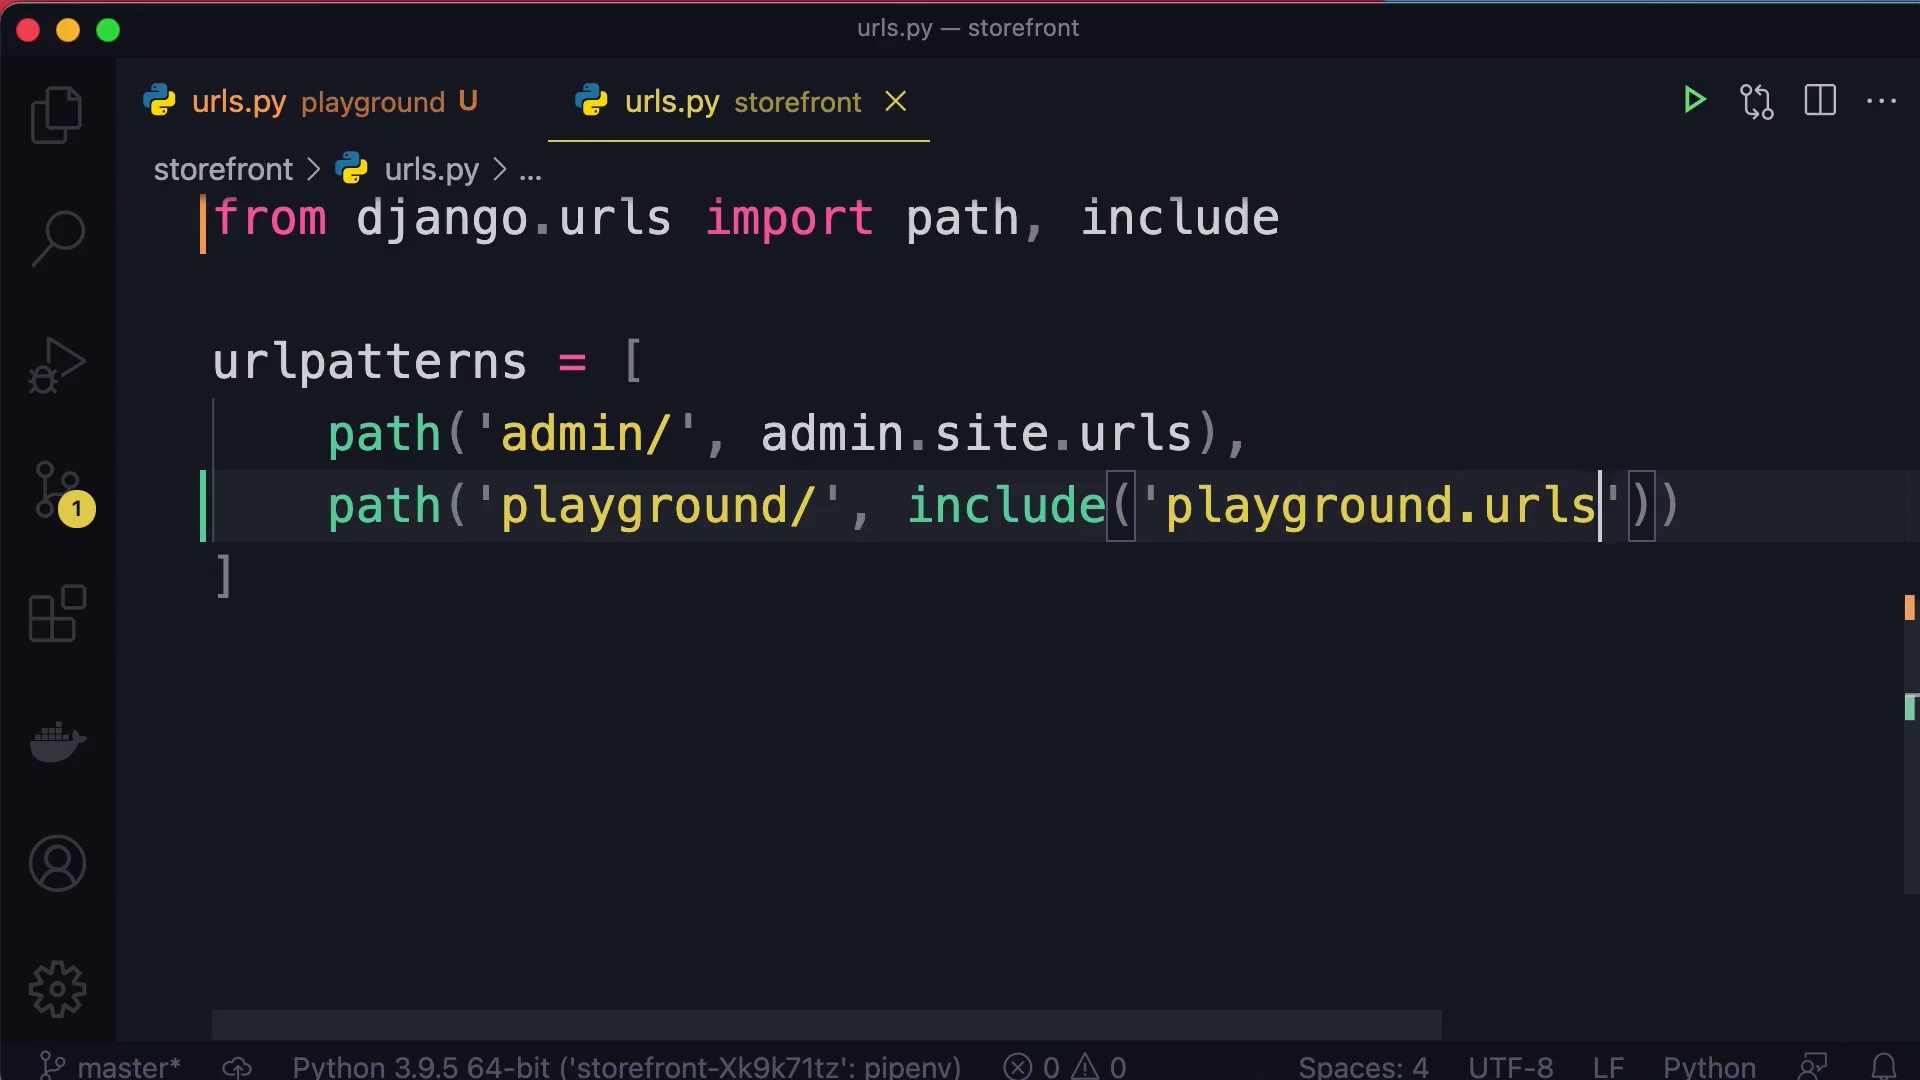 urls.py — storefront
urls.py playground U
urls.py storefront
storefront > urls.py > ...
from django.urls import path, include
urlpatterns = [
    path('admin/', admin.site.urls),
    path('playground/', include('playground.urls'))
]
1
master* Python 3.9.5 64-bit ('storefront-Xk9k71tz': pipenv) 0 0 Spaces: 4 UTF-8 LF Python